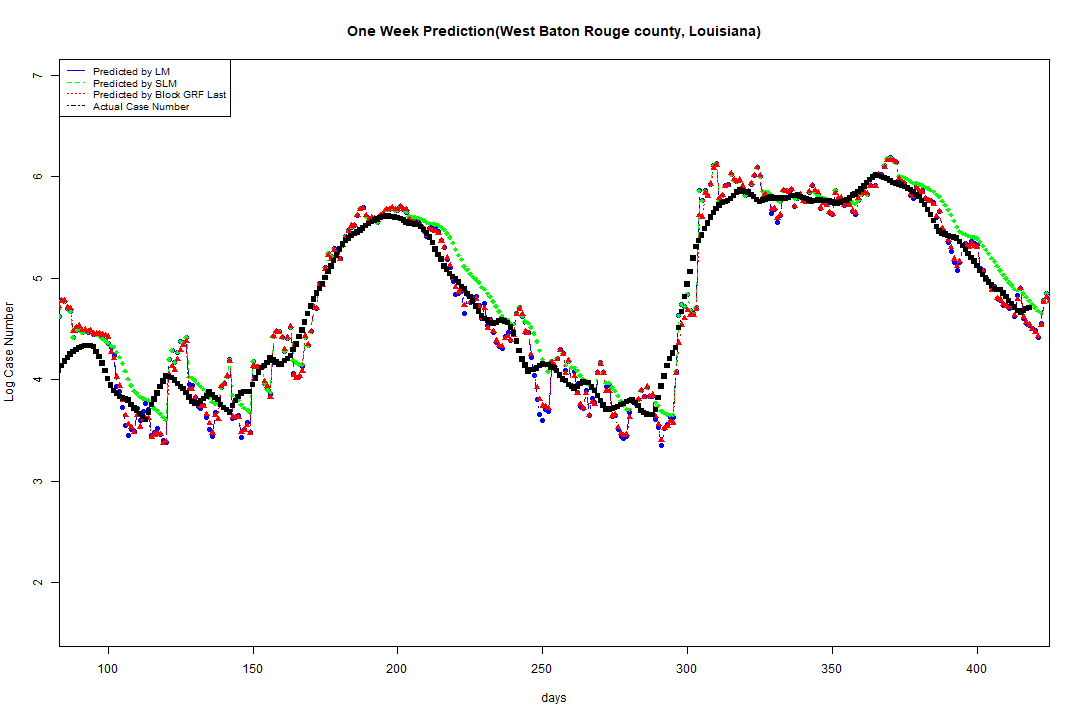 One Week Prediction(West Baton Rouge county, Louisiana)
Predicted by LM
Predicted by SLM
Predicted by Block GRF Last
Actual Case Number
Log Case Number
7
6
5
4
3
2
100 150 200 250 300 350 400
days